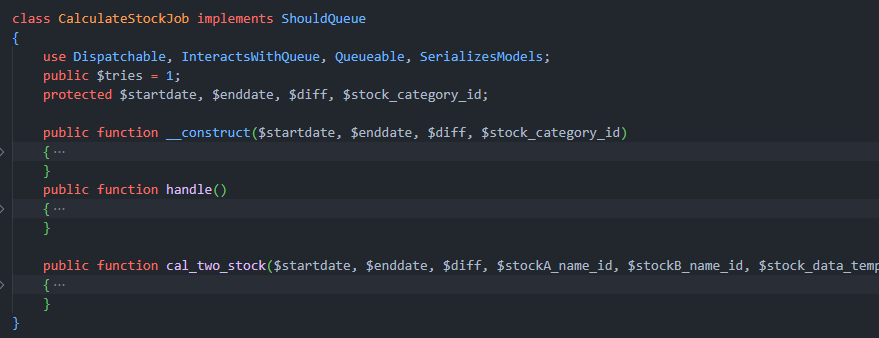 class CalculateStockJob implements ShouldQueue
{
    use Dispatchable, InteractsWithQueue, Queueable, SerializesModels;
    public $tries = 1;
    protected $startdate, $enddate, $diff, $stock_category_id;

    public function __construct($startdate, $enddate, $diff, $stock_category_id)
    { ···
    }
    public function handle()
    { ···
    }

    public function cal_two_stock($startdate, $enddate, $diff, $stockA_name_id, $stockB_name_id, $stock_data_temp
    { ···
    }
}